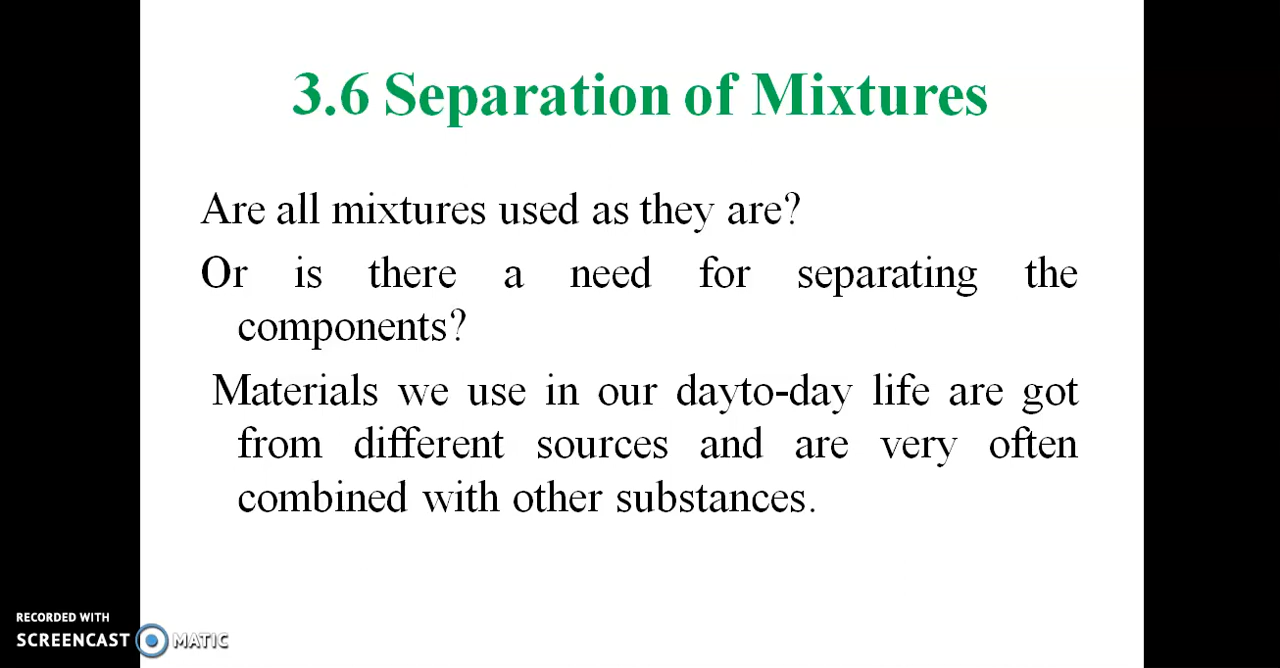 3.6 Separation of Mixtures
Are all mixtures used as they are?
Or is there a need for separating the
components?
Materials we use in our dayto-day life are got
from different sources and are very often
combined with other substances.
RECORDED WITH
SCREENCAST MATIC